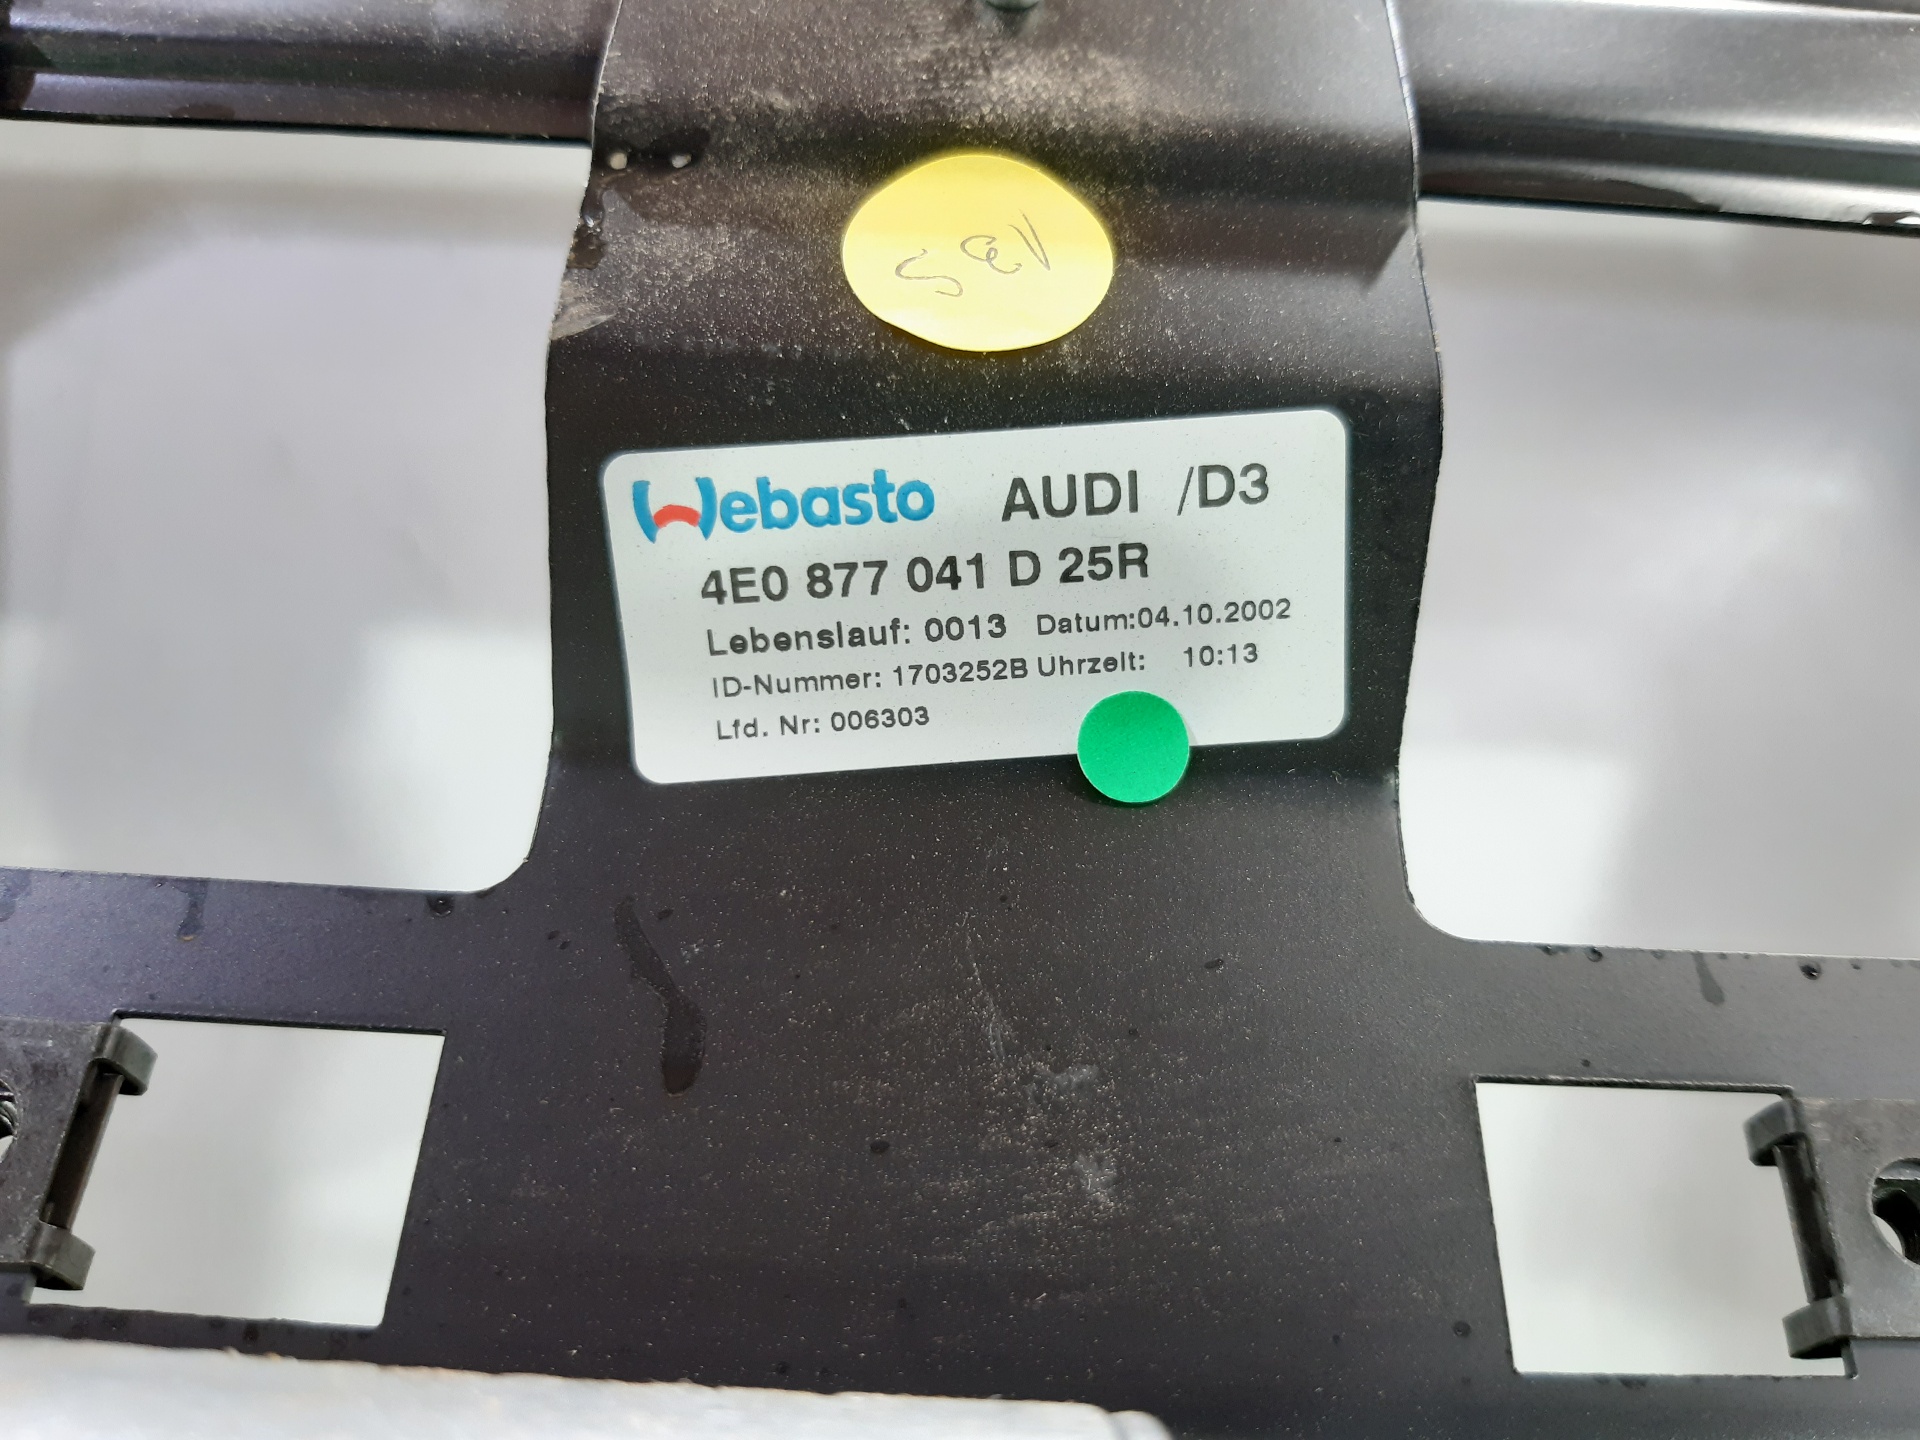 135
Webasto AUDI /D3
4E0 877 041 D 25R
Lebenslauf: 0013 Datum:04.10.2002
ID-Nummer: 1703252B Uhrzeit: 10:13
Lfd. Nr: 006303